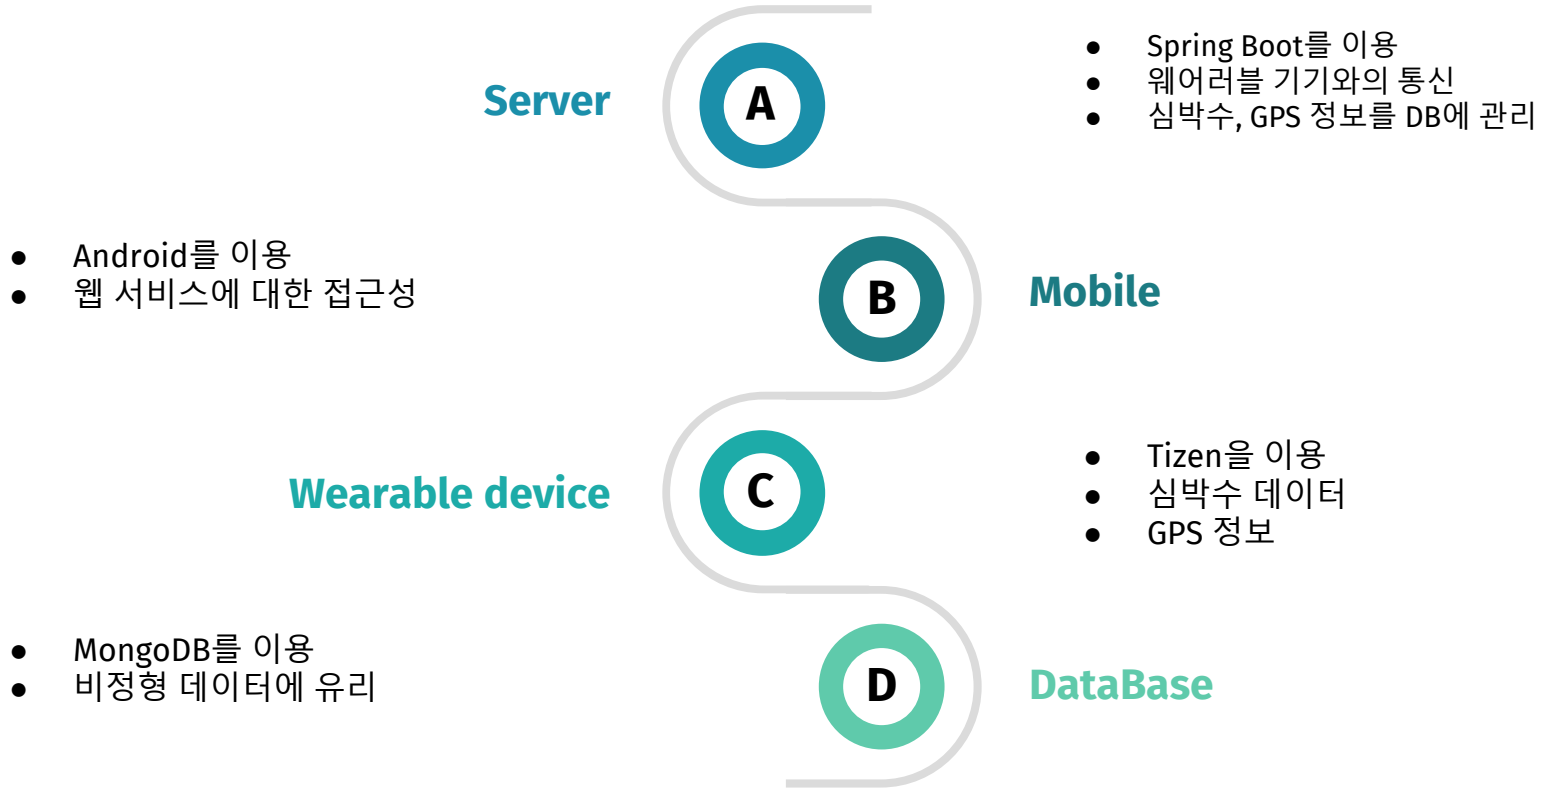 Server
A
● Spring Boot를 이용
● 웨어러블 기기와의 통신
● 심박수, GPS 정보를 DB에 관리
● Android를 이용
● 웹 서비스에 대한 접근성
B
Mobile
Wearable device
C
● Tizen을 이용
● 심박수 데이터
● GPS 정보
● MongoDB를 이용
● 비정형 데이터에 유리
D
DataBase